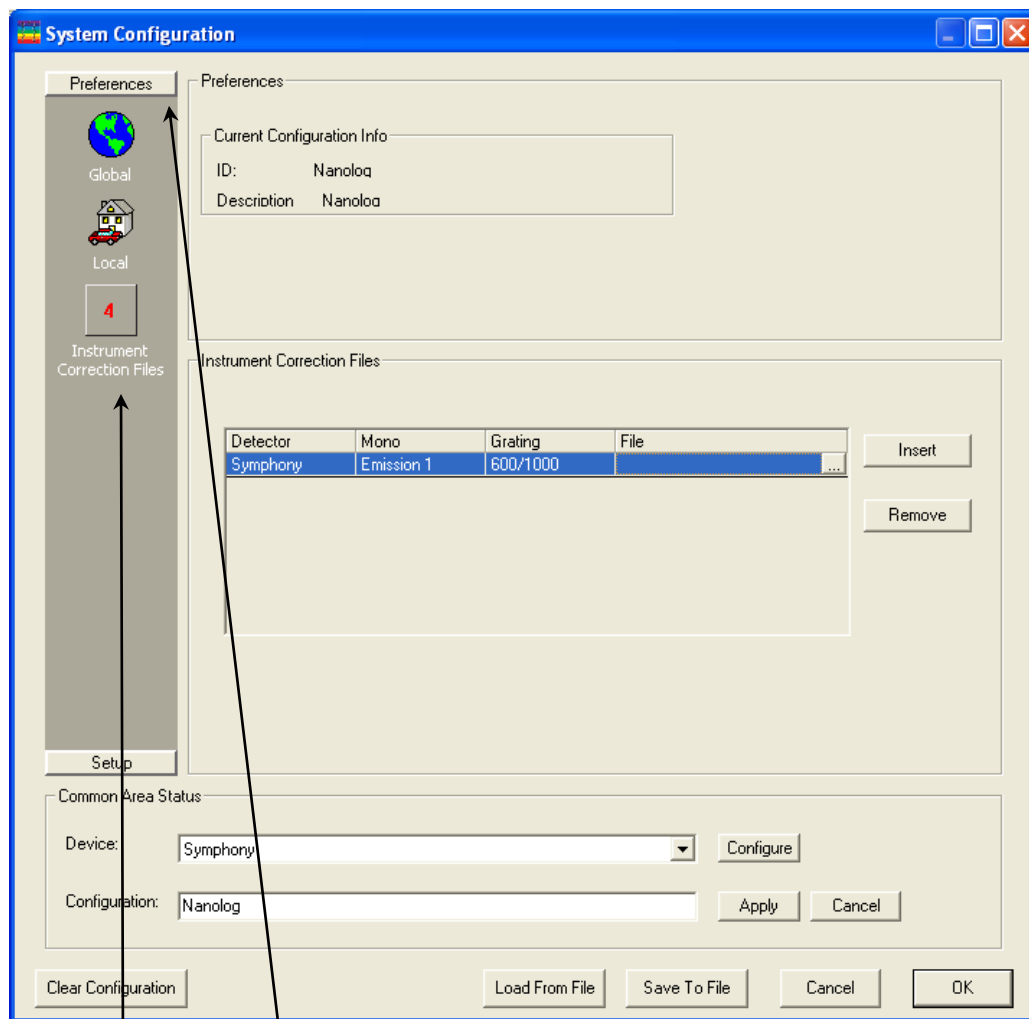 System Configuration
Preferences
Global
Local
4
Instrument
Correction Files
Setup
Preferences
Current Configuration Info
ID: Nanolog
Description Nanolog
Instrument Correction Files
Detector Mono Grating File
Symphony Emission 1 600/1000 ...
Insert
Remove
Common Area Status
Device: Symphony Configure
Configuration: Nanolog Apply Cancel
Clear Configuration Load From File Save To File Cancel OK